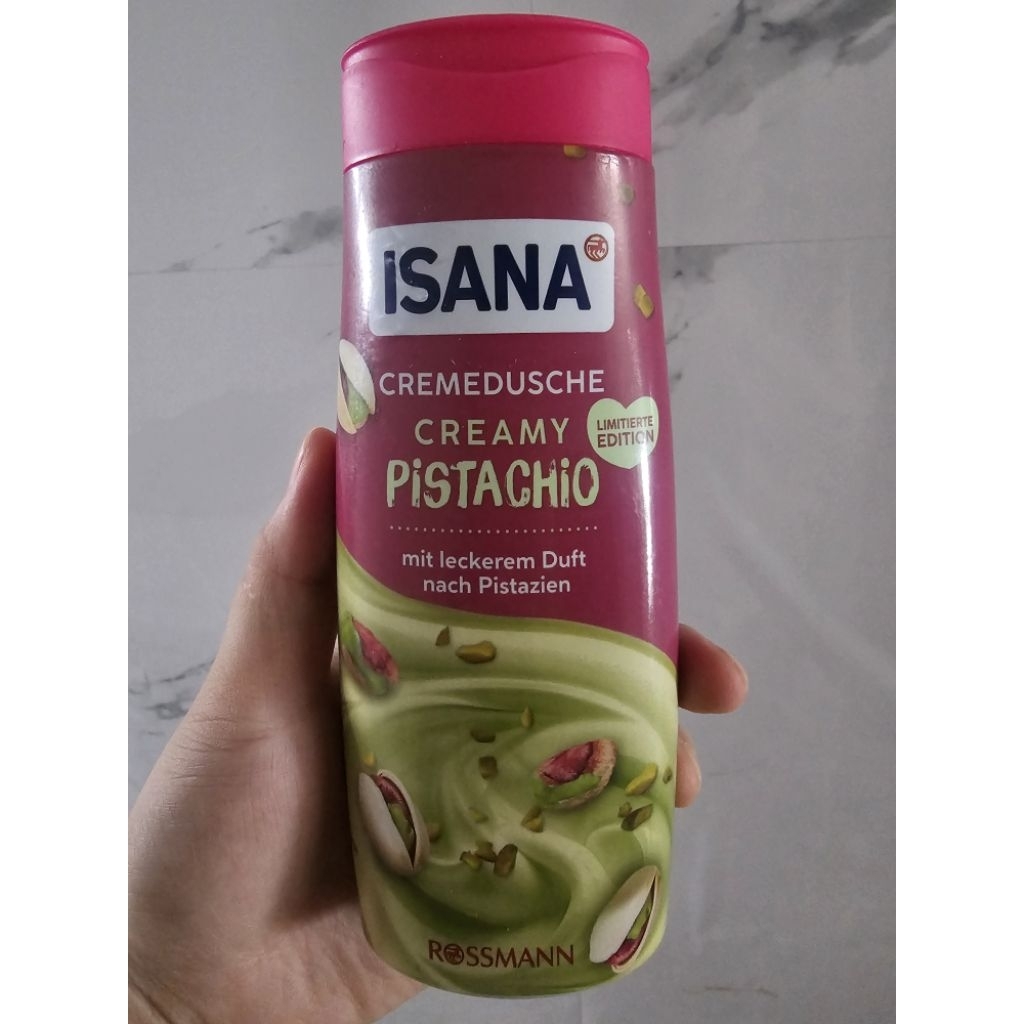 ISANA
CREMEDUSCHE
CREAMY
PiSTACHiO
LIMITIERTE
EDITION
mit leckerem Duft
nach Pistazien
ROSSMANN